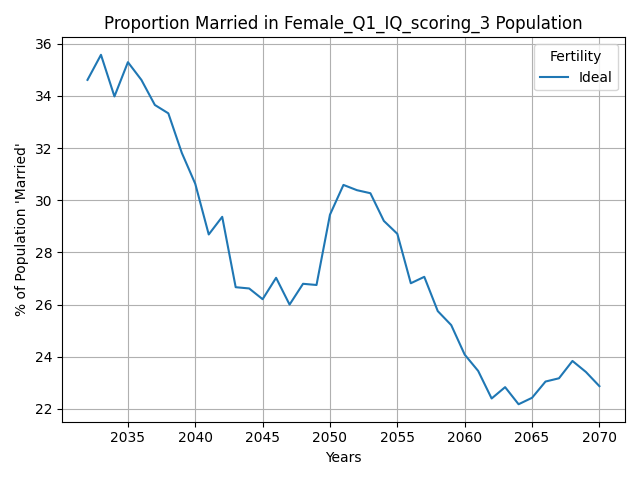 Proportion Married in Female_Q1_IQ_scoring_3 Population
Fertility
Ideal
36
34
32
30
28
26
24
22
% of Population 'Married'
2035 2040 2045 2050 2055 2060 2065 2070
Years